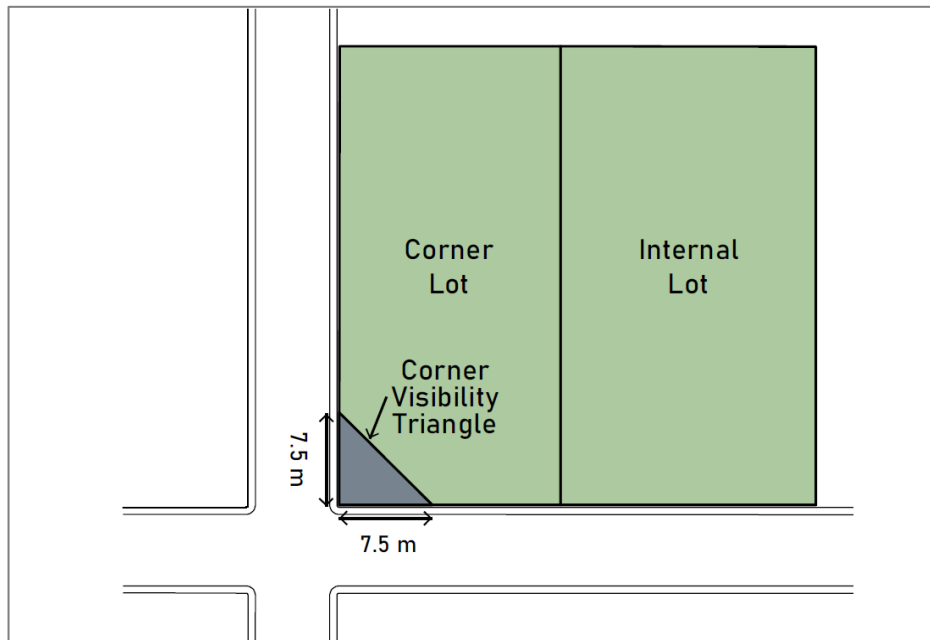 Corner
Lot
Internal
Lot
Corner
Visibility
Triangle
7.5 m
7.5 m